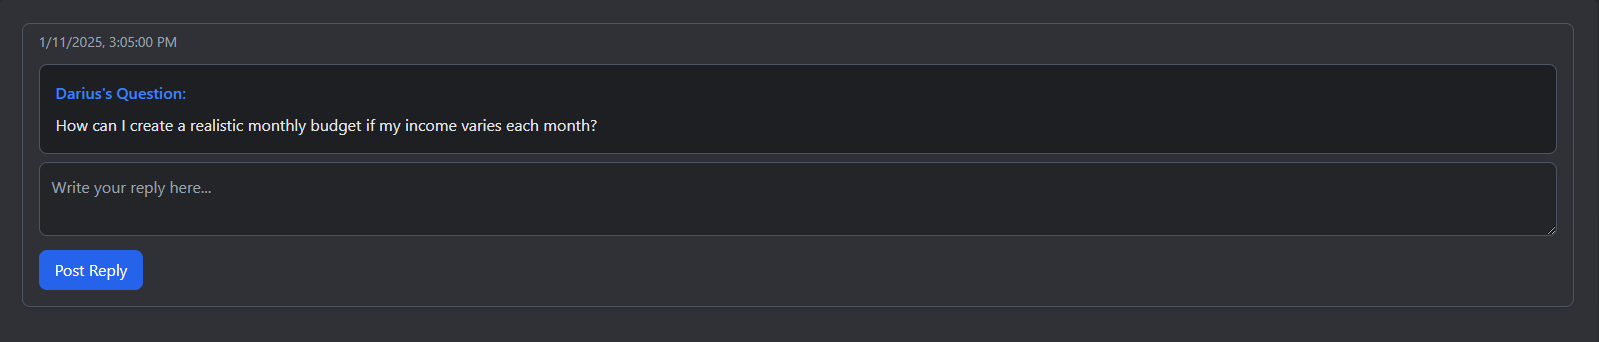 1/11/2025, 3:05:00 PM
Darius's Question:
How can I create a realistic monthly budget if my income varies each month?
Write your reply here...
Post Reply